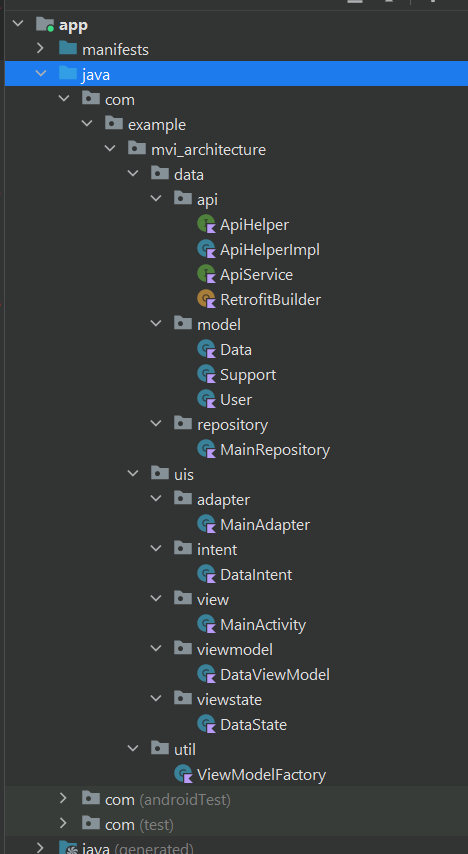 app
manifests
java
com
example
mvi_architecture
data
api
ApiHelper
ApiHelperImpl
ApiService
RetrofitBuilder
model
Data
Support
User
repository
MainRepository
uis
adapter
MainAdapter
intent
DataIntent
view
MainActivity
viewmodel
DataViewModel
viewstate
DataState
util
ViewModelFactory
com (androidTest)
com (test)
java (generated)